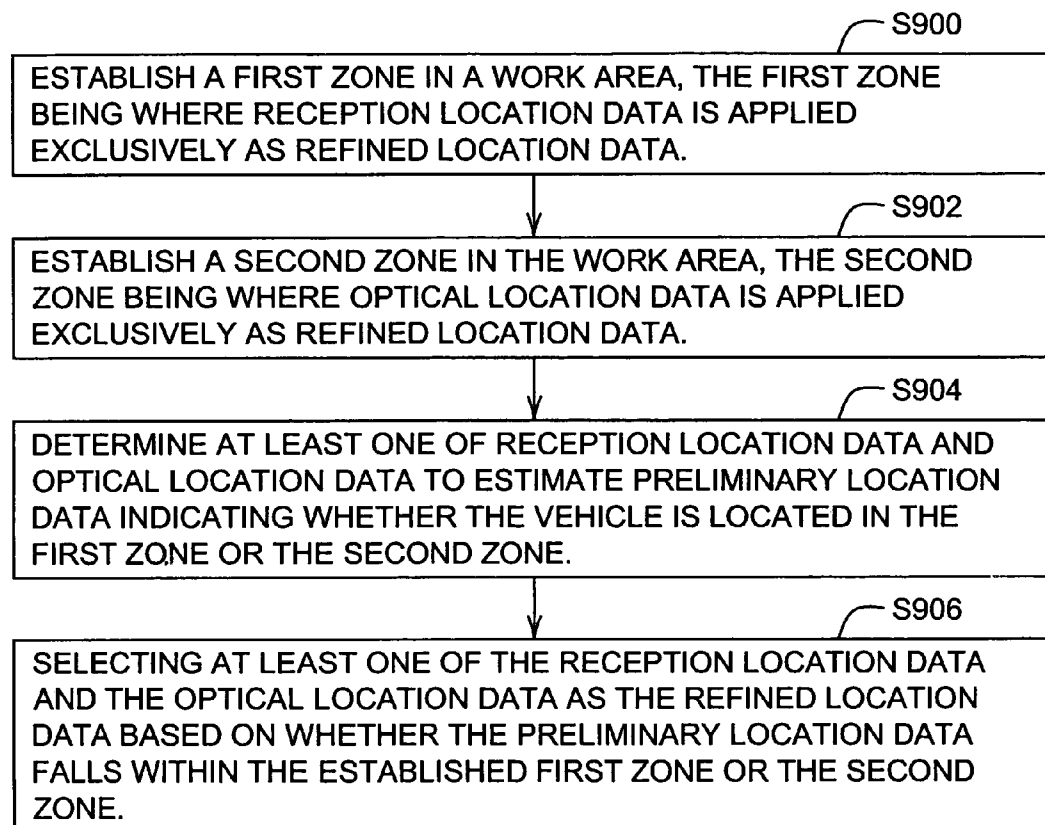 S900
ESTABLISH A FIRST ZONE IN A WORK AREA, THE FIRST ZONE
BEING WHERE RECEPTION LOCATION DATA IS APPLIED
EXCLUSIVELY AS REFINED LOCATION DATA.
S902
ESTABLISH A SECOND ZONE IN THE WORK AREA, THE SECOND
ZONE BEING WHERE OPTICAL LOCATION DATA IS APPLIED
EXCLUSIVELY AS REFINED LOCATION DATA.
S904
DETERMINE AT LEAST ONE OF RECEPTION LOCATION DATA AND
OPTICAL LOCATION DATA TO ESTIMATE PRELIMINARY LOCATION
DATA INDICATING WHETHER THE VEHICLE IS LOCATED IN THE
FIRST ZONE OR THE SECOND ZONE.
S906
SELECTING AT LEAST ONE OF THE RECEPTION LOCATION DATA
AND THE OPTICAL LOCATION DATA AS THE REFINED LOCATION
DATA BASED ON WHETHER THE PRELIMINARY LOCATION DATA
FALLS WITHIN THE ESTABLISHED FIRST ZONE OR THE SECOND
ZONE.